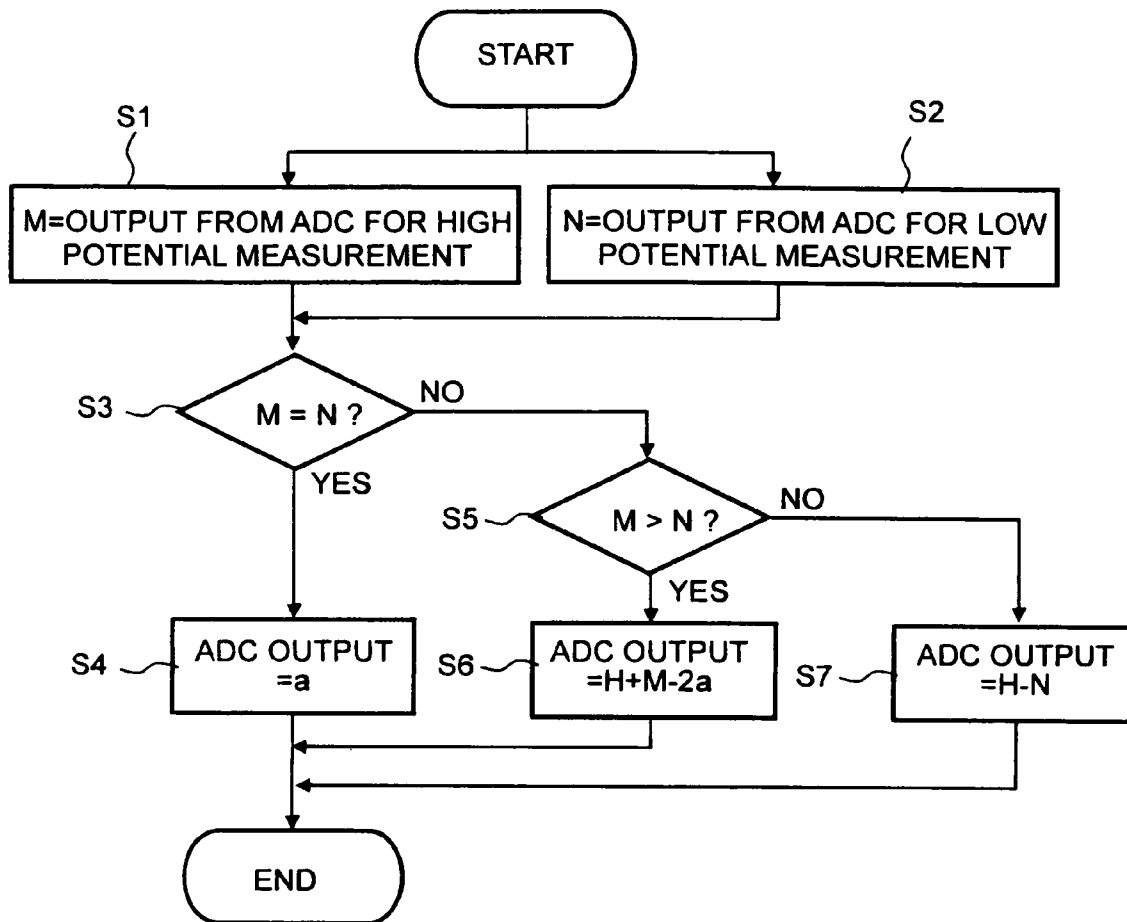 START
S1
S2
M=OUTPUT FROM ADC FOR HIGH
POTENTIAL MEASUREMENT
N=OUTPUT FROM ADC FOR LOW
POTENTIAL MEASUREMENT
S3
M = N ?
NO
YES
S5
M > N ?
NO
YES
S4
ADC OUTPUT
=a
S6
ADC OUTPUT
=H+M-2a
S7
ADC OUTPUT
=H-N
END